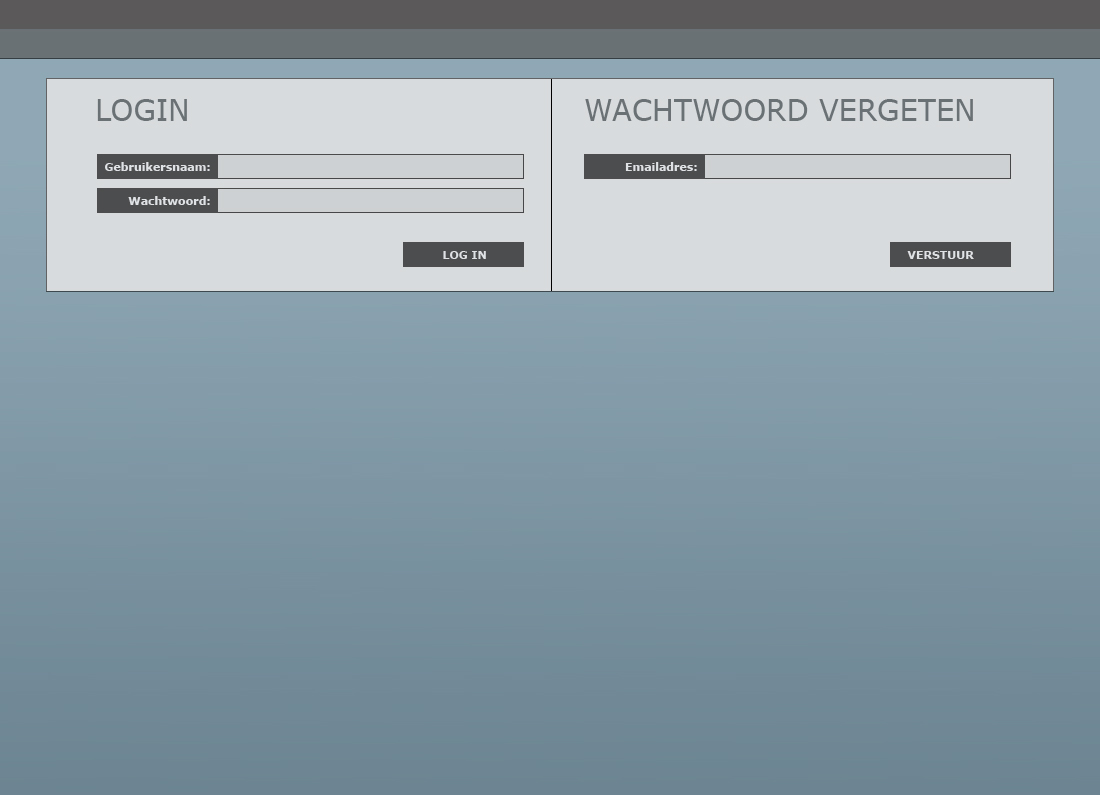 LOGIN
Gebruikersnaam:
Wachtwoord:
LOG IN
WACHTWOORD VERGETEN
Emailadres:
VERSTUUR